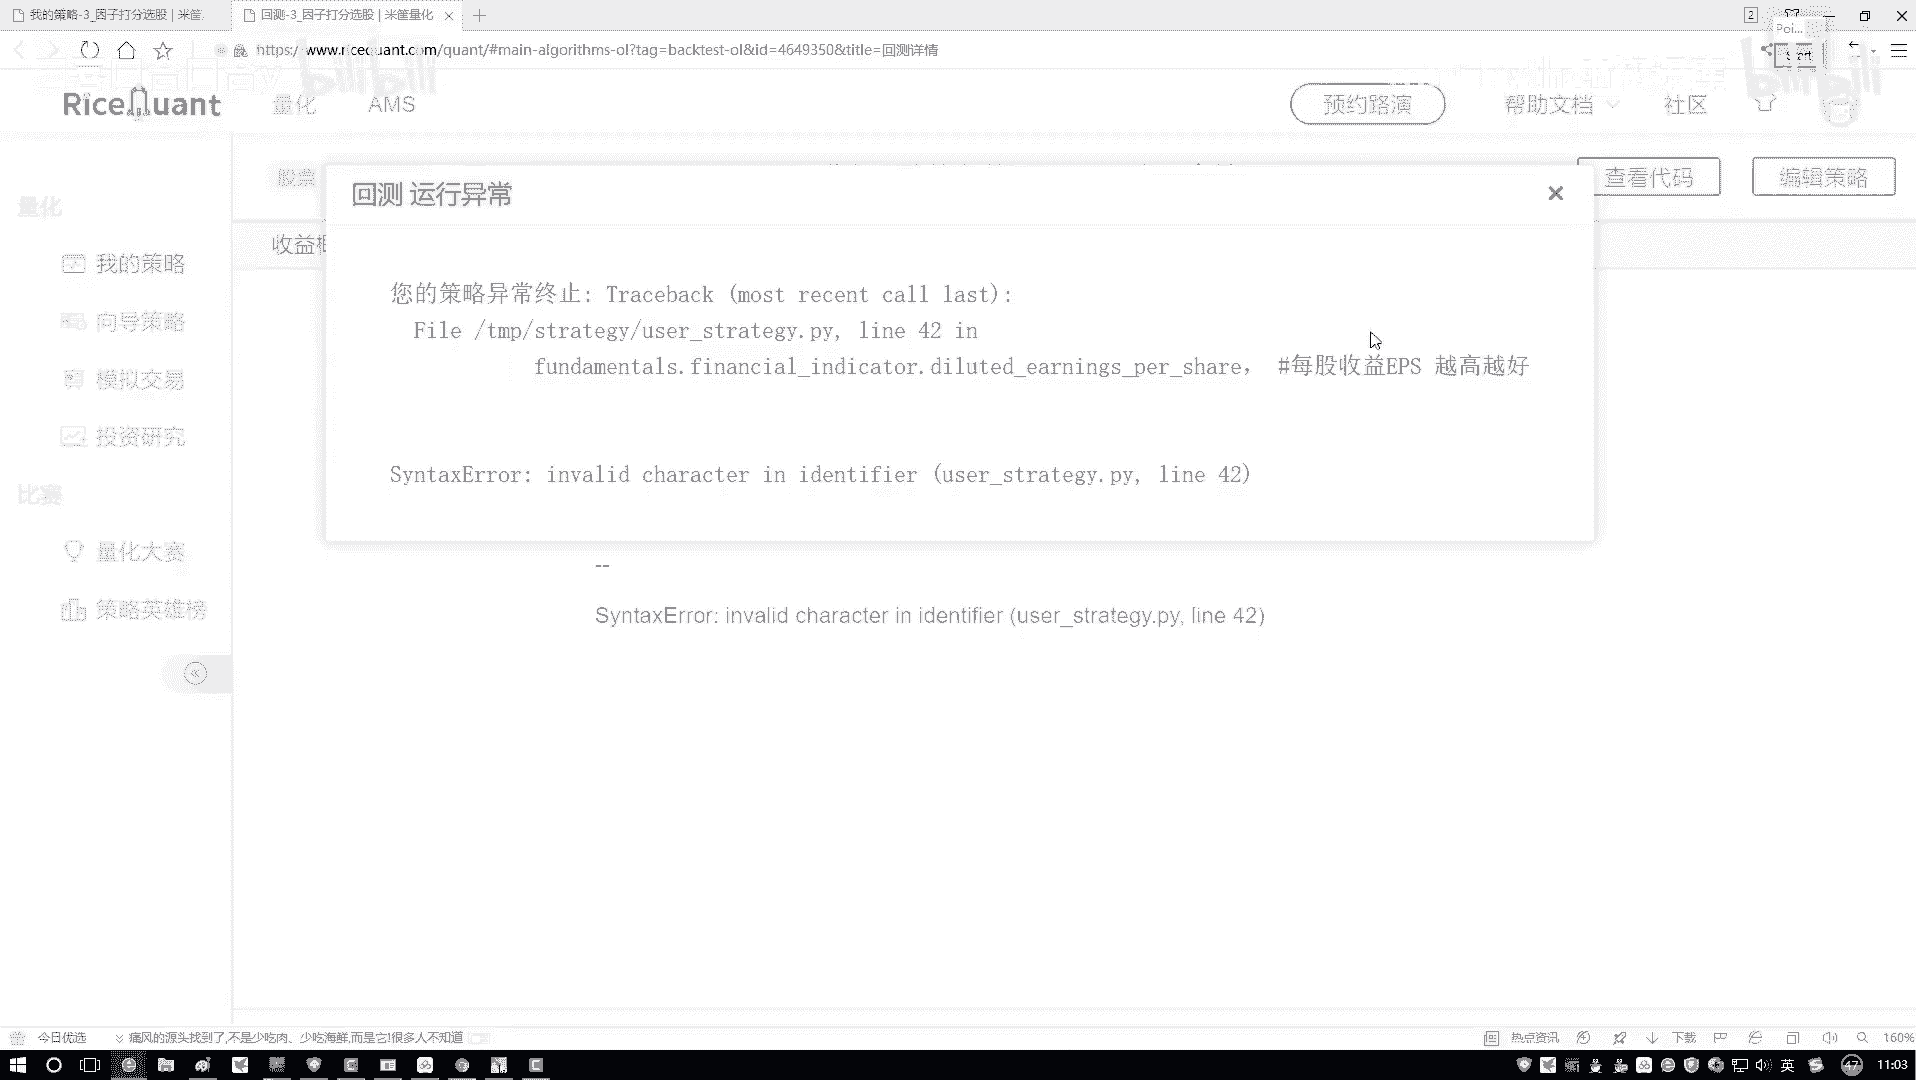 我的策略-3_因子打分选股 | 米筐
回测-3_因子打分选股 | 米筐量化
2
https://www.ricequant.com/quant/#main-algorithms-ol?tag=backtest-ol&id=4649350&title=回测详情
Poi...
RiceQuant
量化
AMS
预约路演
帮助文档
社区
bilibili
bilibili
量化
我的策略
向导策略
模拟交易
投资研究
比赛
量化大赛
策略英雄榜
股票
查看代码
编辑策略
收益概
回测 运行异常
您的策略异常终止: Traceback (most recent call last):
File /tmp/strategy/user_strategy.py, line 42 in
fundamentals.financial_indicator.diluted_earnings_per_share， #每股收益EPS 越高越好
SyntaxError: invalid character in identifier (user_strategy.py, line 42)
--
SyntaxError: invalid character in identifier (user_strategy.py, line 42)
今日优选
痛风的源头找到了,不是少吃肉、少吃海鲜,而是它!很多人不知道
热点资讯
下载
160%
英
47
11:03